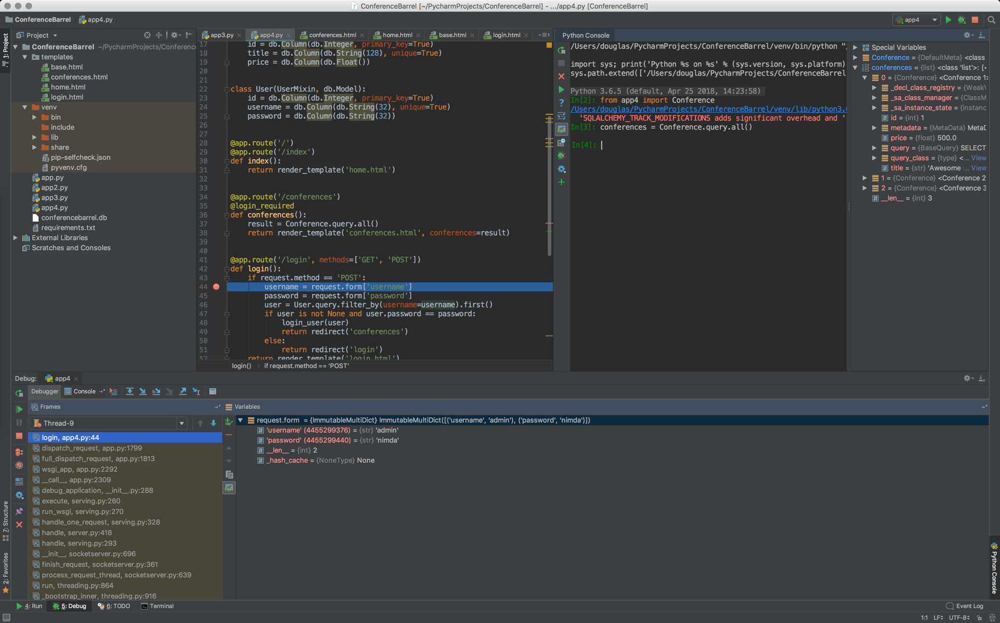 ConferenceBarrel [~/PycharmProjects/ConferenceBarrel] - .../app4.py [ConferenceBarrel]
ConferenceBarrel
app4.py
app4
1: Project
Project
ConferenceBarrel ~/PycharmProjects/Conference
templates
base.html
conferences.html
home.html
login.html
venv
bin
include
lib
share
pip-selfcheck.json
pyvenv.cfg
app.py
app2.py
app3.py
app4.py
conferencebarrel.db
requirements.txt
External Libraries
Scratches and Consoles
app3.py
app4.py
conferences.html
home.html
base.html
login.html
17 id = db.Column(db.Integer, primary_key=True)
18 title = db.Column(db.String(128), unique=True)
19 price = db.Column(db.Float())
20
21
22 class User(UserMixin, db.Model):
23 id = db.Column(db.Integer, primary_key=True)
24 username = db.Column(db.String(32), unique=True)
25 password = db.Column(db.String(32))
26
27
28 @app.route('/')
29 @app.route('/index')
30 def index():
31 return render_template('home.html')
32
33
34 @app.route('/conferences')
35 @login_required
36 def conferences():
37 result = Conference.query.all()
38 return render_template('conferences.html', conferences=result)
39
40
41 @app.route('/login', methods=['GET', 'POST'])
42 def login():
43 if request.method == 'POST':
44 username = request.form['username']
45 password = request.form['password']
46 user = User.query.filter_by(username=username).first()
47 if user is not None and user.password == password:
48 login_user(user)
49 return redirect('conferences')
50 else:
51 return redirect('login')
52 return render_template('login.html')
login() › if request.method == 'POST'
Python Console
/Users/douglas/PycharmProjects/ConferenceBarrel/venv/bin/python "/
import sys; print('Python %s on %s' % (sys.version, sys.platform)
sys.path.extend(['/Users/douglas/PycharmProjects/ConferenceBarrel
Python 3.6.5 (default, Apr 25 2018, 14:23:58)
In[2]: from app4 import Conference
/Users/douglas/PycharmProjects/ConferenceBarrel/venv/lib/python3.
'SQLALCHEMY_TRACK_MODIFICATIONS adds significant overhead and '
In[3]: conferences = Conference.query.all()
In[4]:
Special Variables
Conference = {DefaultMeta} <class
conferences = {list} <class 'list'>: [<
0 = {Conference} <Conference 1>
_decl_class_registry = {Weak
_sa_class_manager = {ClassM
_sa_instance_state = {Instanc
id = {int} 1
metadata = {MetaData} MetaD
price = {float} 500.0
query = {BaseQuery} SELECT
query_class = {type} <... View
title = {str} 'Awesome ... View
1 = {Conference} <Conference 2
2 = {Conference} <Conference 3
__len__ = {int} 3
Debug:
app4
Debugger
Console
Frames
Variables
Thread-9
login, app4.py:44
dispatch_request, app.py:1799
full_dispatch_request, app.py:1813
wsgi_app, app.py:2292
__call__, app.py:2309
debug_application, __init__.py:288
execute, serving.py:260
run_wsgi, serving.py:270
handle_one_request, serving.py:328
handle, server.py:418
handle, serving.py:293
__init__, socketserver.py:696
finish_request, socketserver.py:361
process_request_thread, socketserver.py:639
run, threading.py:864
_bootstrap_inner, threading.py:916
request.form = {ImmutableMultiDict} ImmutableMultiDict([('username', 'admin'), ('password', 'nimda')])
'username' (4455299376) = {str} 'admin'
'password' (4455299440) = {str} 'nimda'
__len__ = {int} 2
_hash_cache = {NoneType} None
Z: Structure
2: Favorites
Python Console
4: Run
5: Debug
6: TODO
Terminal
Event Log
1:1
LF
UTF-8